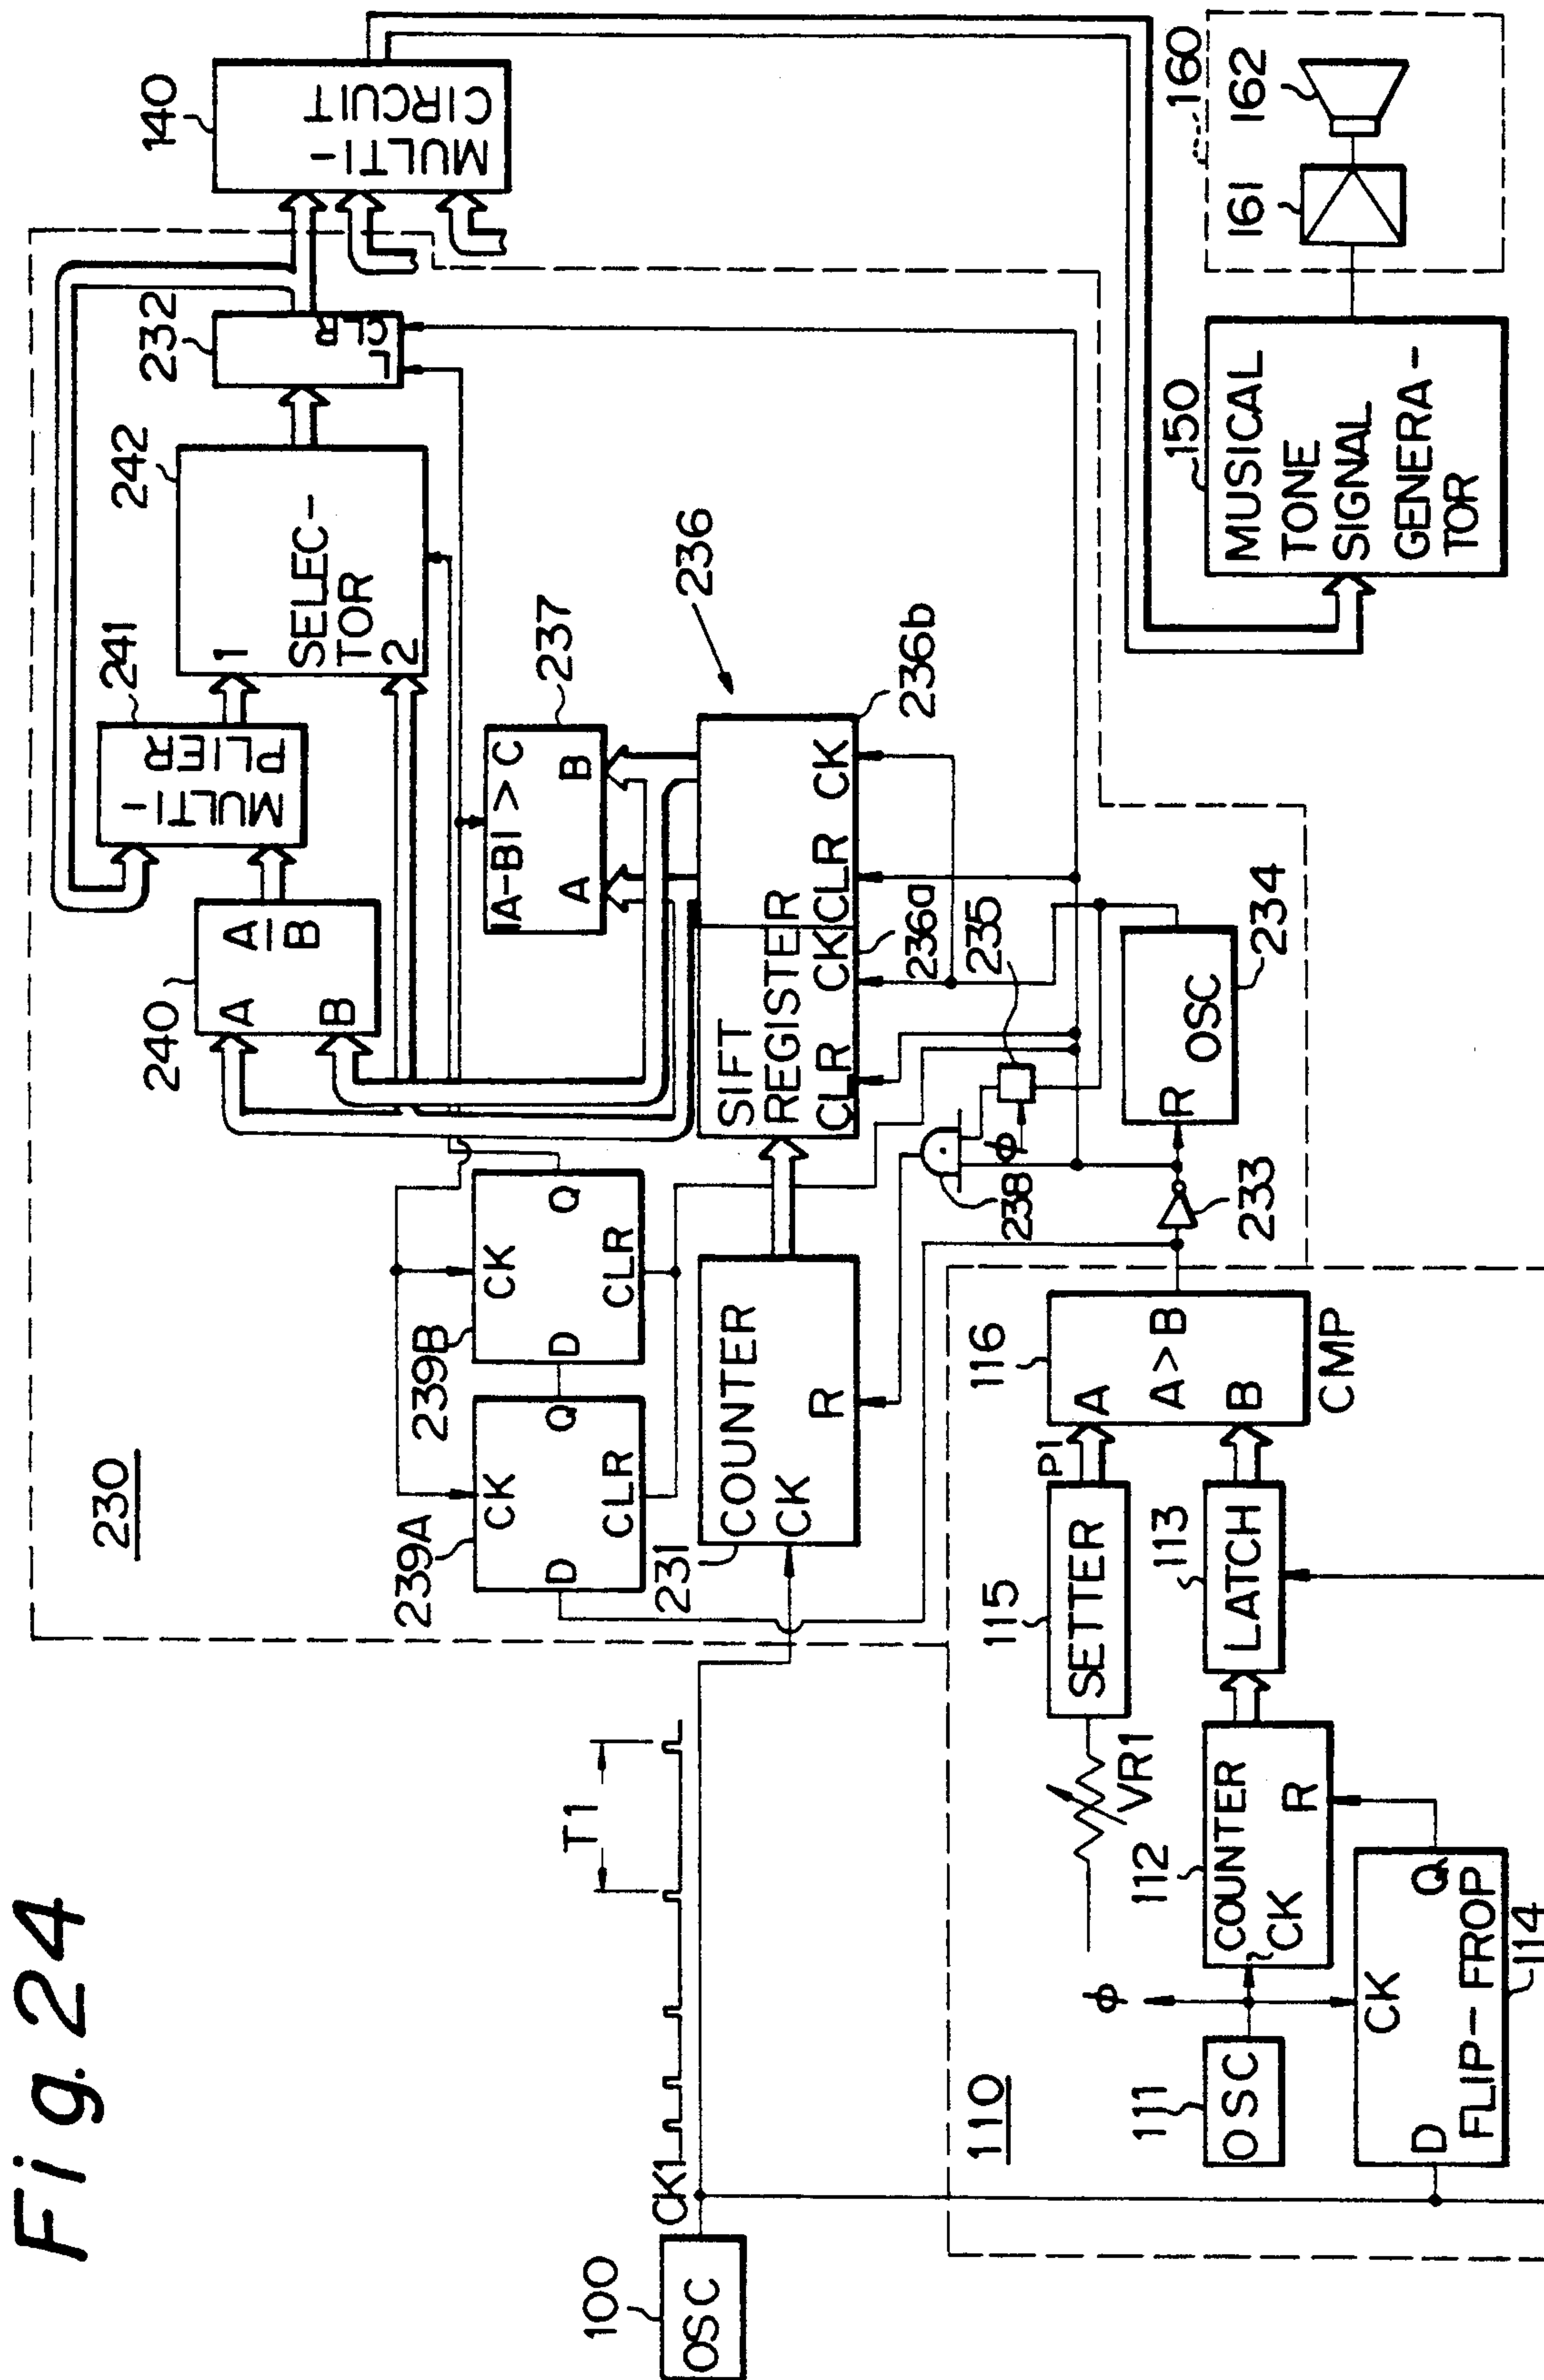 Fig. 24
230
240
A
B
A/B
241
MULTI-
PLIER
242
1
SELEC-
TOR
2
232
L
CLR
140
MULTI-
CIRCUIT
239A
CK
D
Q
CLR
239B
CK
D
Q
CLR
237
|A-B|>C
A
B
236
231
COUNTER
CK
R
SIFT
REGISTER
CLR
CK
236a
CLR
CK
236b
T1
CK1
100
OSC
238
φ
235
233
R
OSC
234
110
111
OSC
φ
112
COUNTER
CK
R
VR1
115
SETTER
P1
113
LATCH
116
A
A>B
B
CMP
CK
D
Q
FLIP-FROP
114
150
MUSICAL
TONE
SIGNAL
GENERA-
TOR
160
161
162